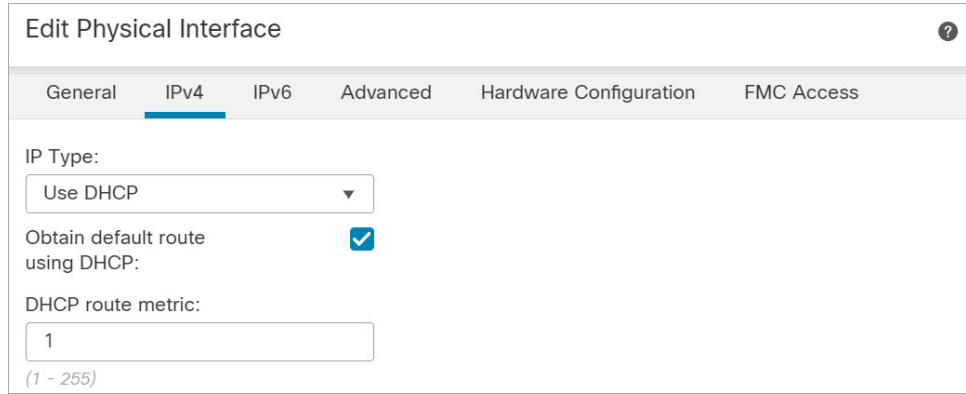 Edit Physical Interface
?
General IPv4 IPv6 Advanced Hardware Configuration FMC Access
IP Type:
Use DHCP
Obtain default route
using DHCP:
DHCP route metric:
1
(1 - 255)